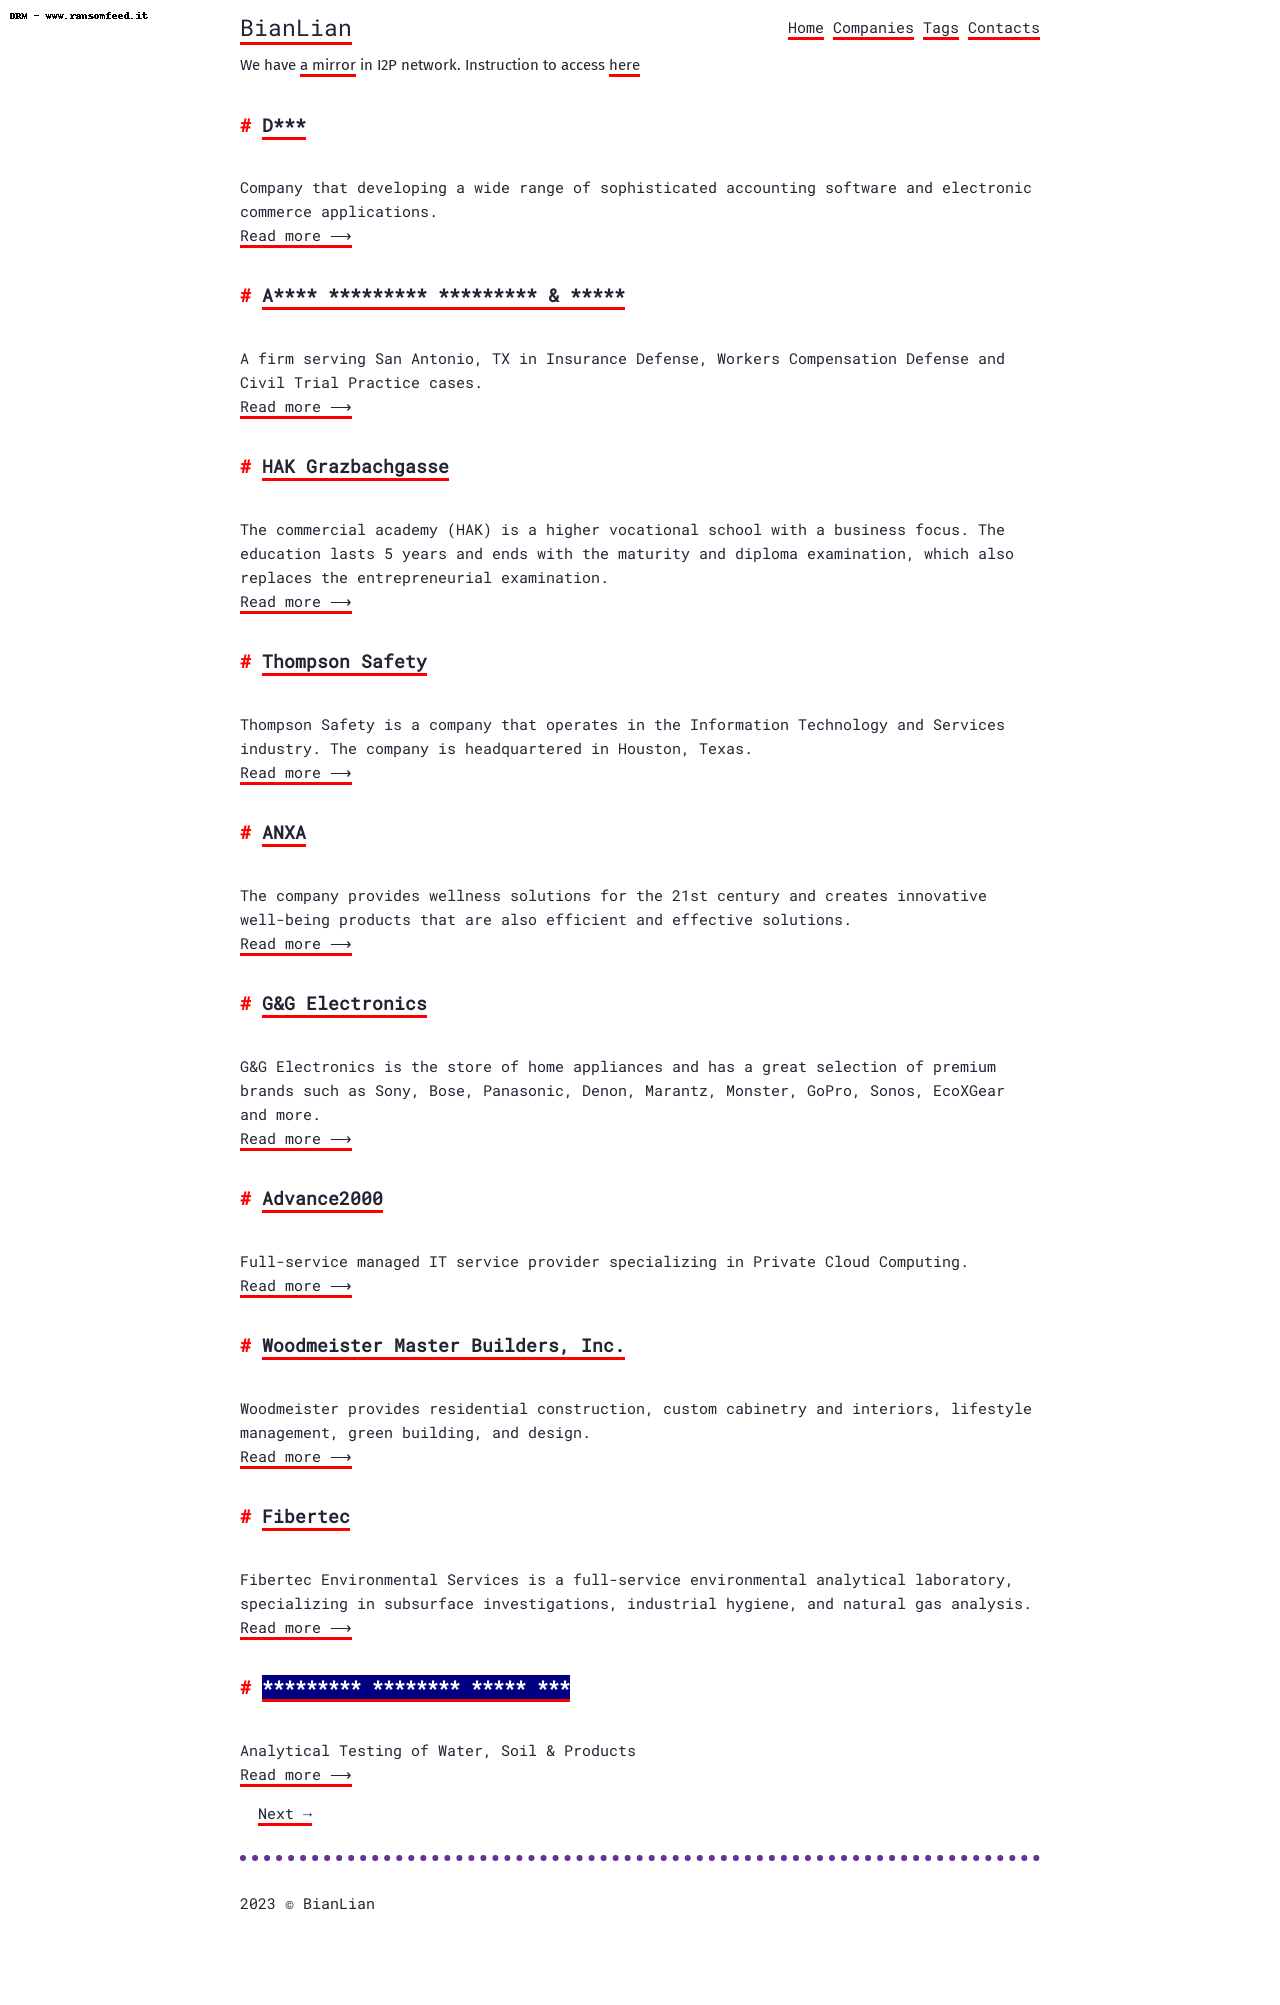 DRM - www.ransomfeed.it
BianLian
Home Companies Tags Contacts
We have a mirror in I2P network. Instruction to access here
# D***
Company that developing a wide range of sophisticated accounting software and electronic
commerce applications.
Read more ⟶
# A**** ********* ********* & *****
A firm serving San Antonio, TX in Insurance Defense, Workers Compensation Defense and
Civil Trial Practice cases.
Read more ⟶
# HAK Grazbachgasse
The commercial academy (HAK) is a higher vocational school with a business focus. The
education lasts 5 years and ends with the maturity and diploma examination, which also
replaces the entrepreneurial examination.
Read more ⟶
# Thompson Safety
Thompson Safety is a company that operates in the Information Technology and Services
industry. The company is headquartered in Houston, Texas.
Read more ⟶
# ANXA
The company provides wellness solutions for the 21st century and creates innovative
well-being products that are also efficient and effective solutions.
Read more ⟶
# G&G Electronics
G&G Electronics is the store of home appliances and has a great selection of premium
brands such as Sony, Bose, Panasonic, Denon, Marantz, Monster, GoPro, Sonos, EcoXGear
and more.
Read more ⟶
# Advance2000
Full-service managed IT service provider specializing in Private Cloud Computing.
Read more ⟶
# Woodmeister Master Builders, Inc.
Woodmeister provides residential construction, custom cabinetry and interiors, lifestyle
management, green building, and design.
Read more ⟶
# Fibertec
Fibertec Environmental Services is a full-service environmental analytical laboratory,
specializing in subsurface investigations, industrial hygiene, and natural gas analysis.
Read more ⟶
# ********* ******** ***** ***
Analytical Testing of Water, Soil & Products
Read more ⟶
Next →
2023 © BianLian